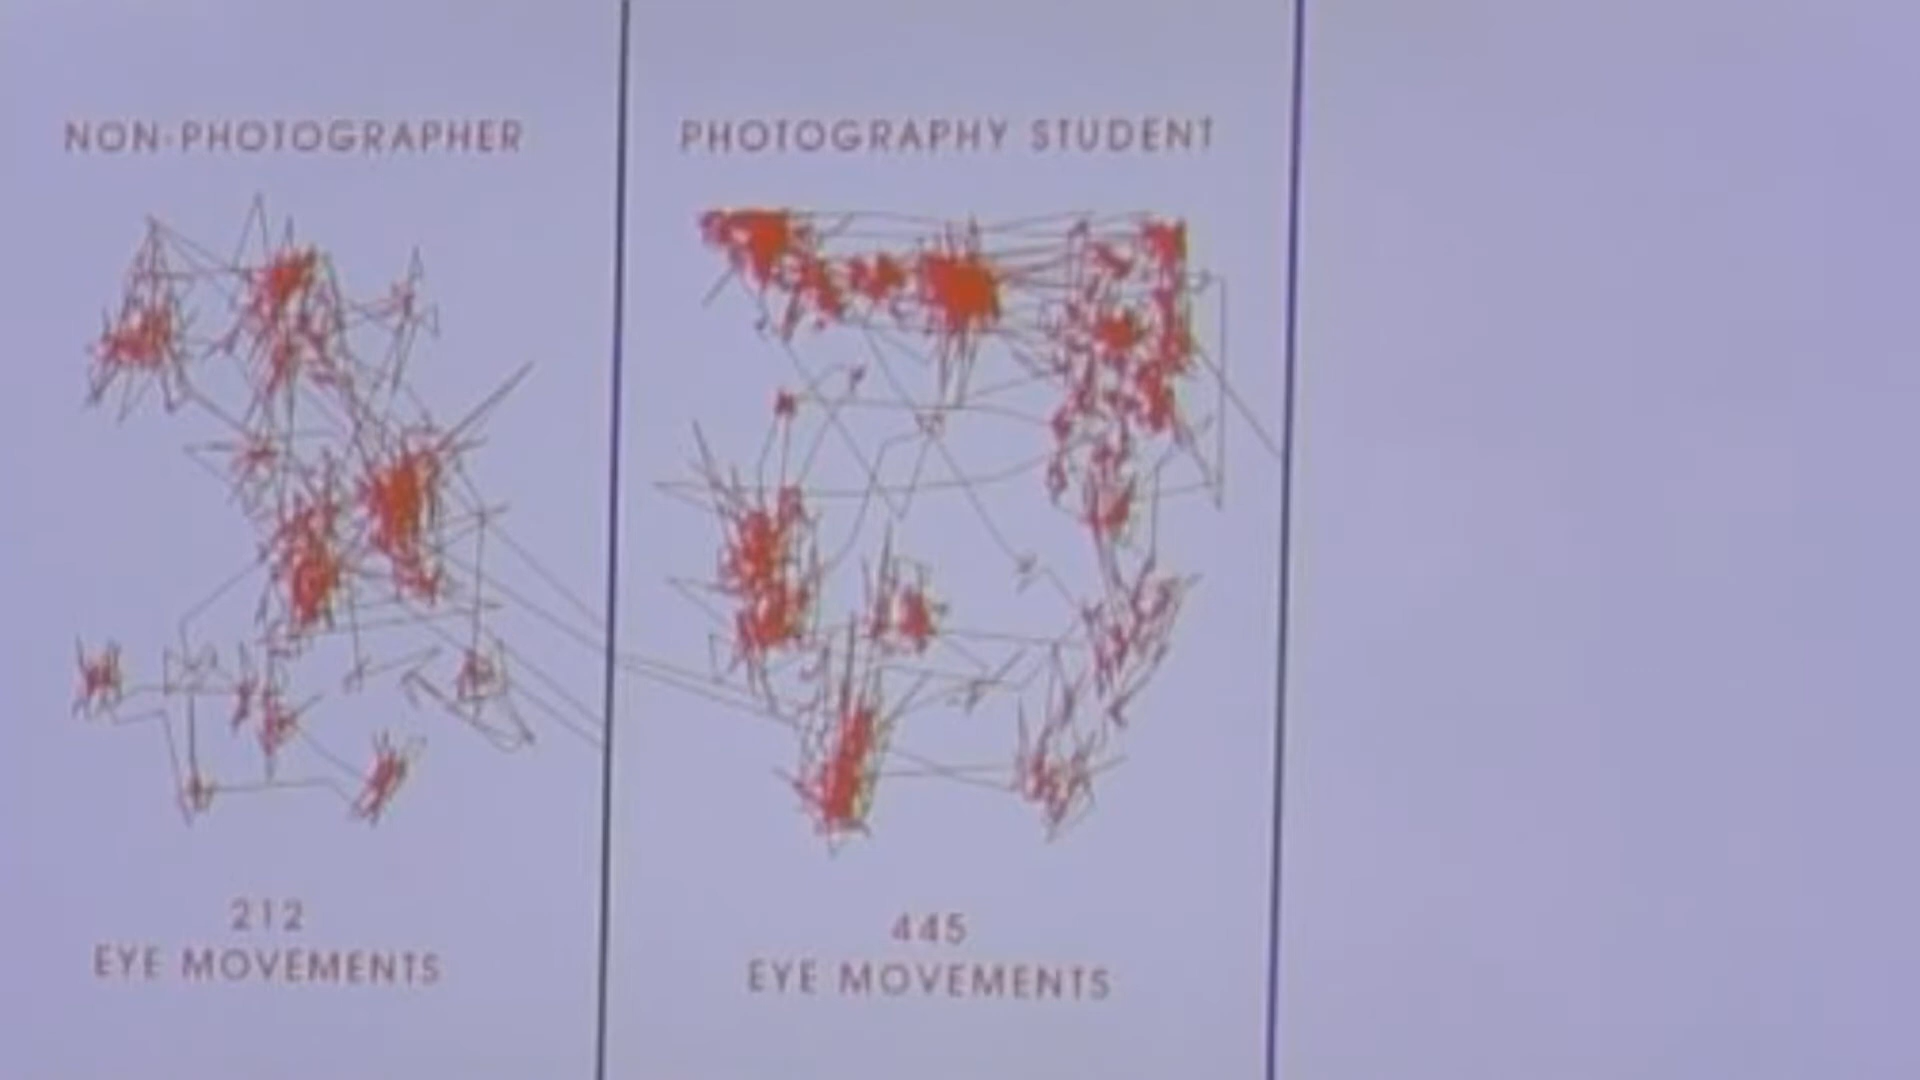 NON-PHOTOGRAPHER
PHOTOGRAPHY STUDENT
212
EYE MOVEMENTS
445
EYE MOVEMENTS